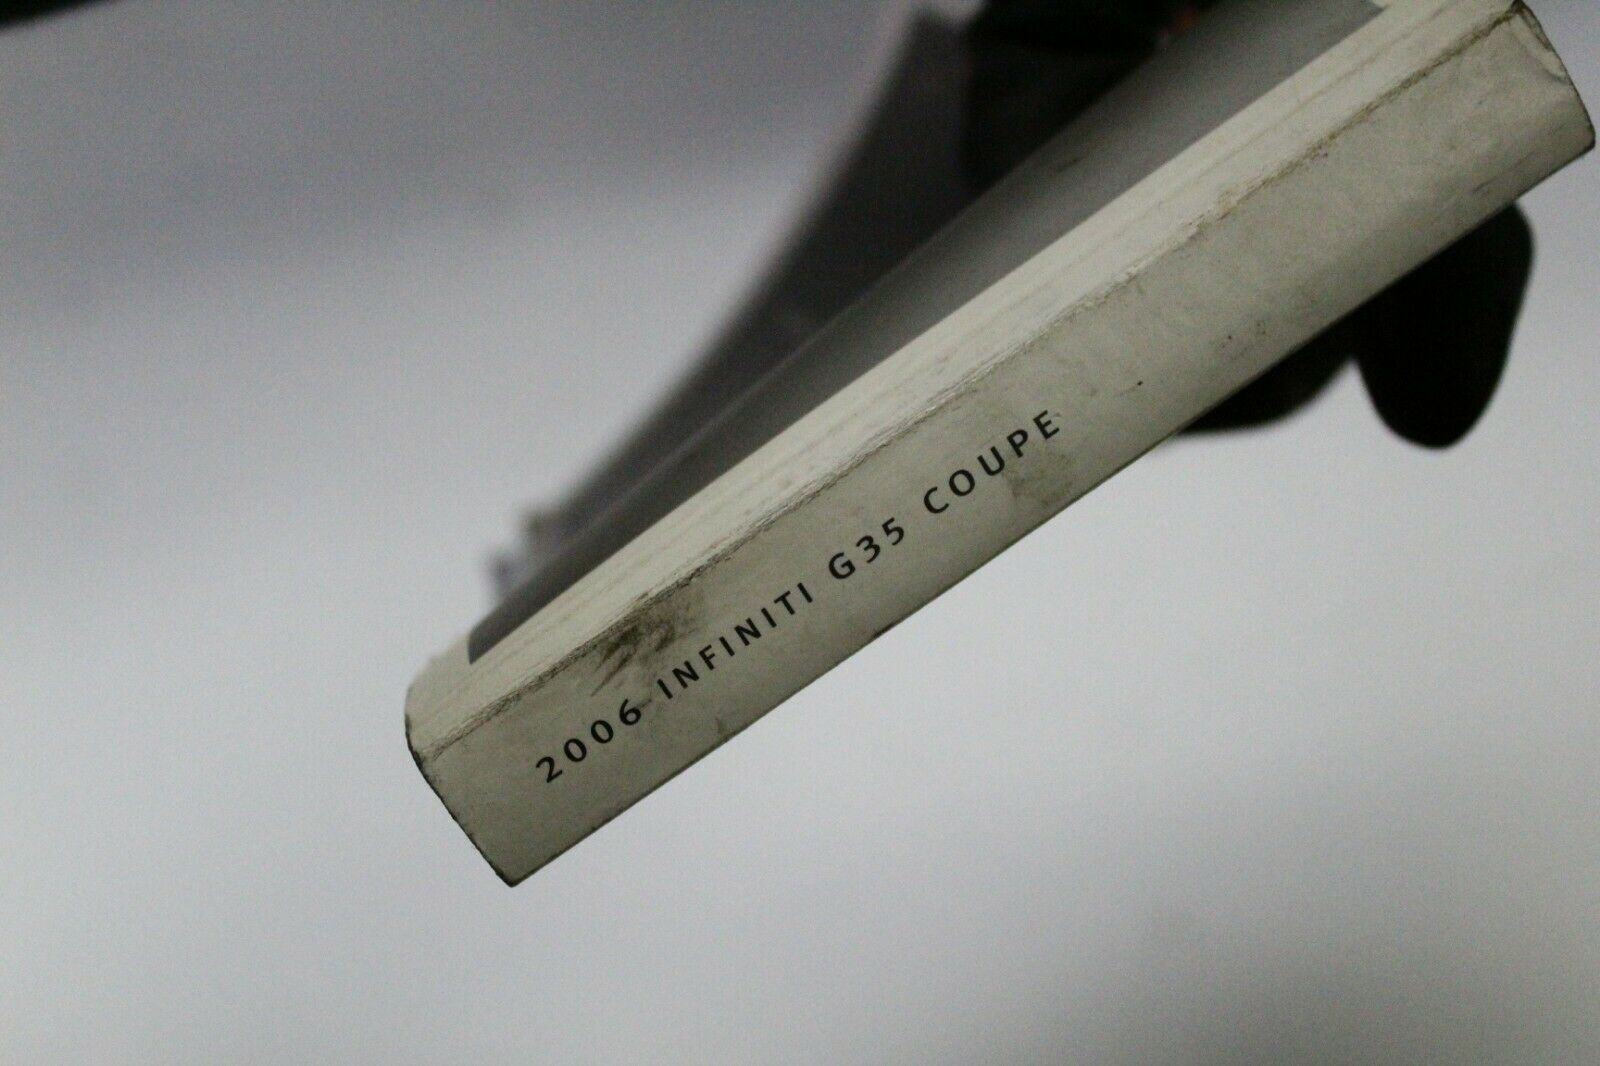 2006 INFINITI G35 COUPE